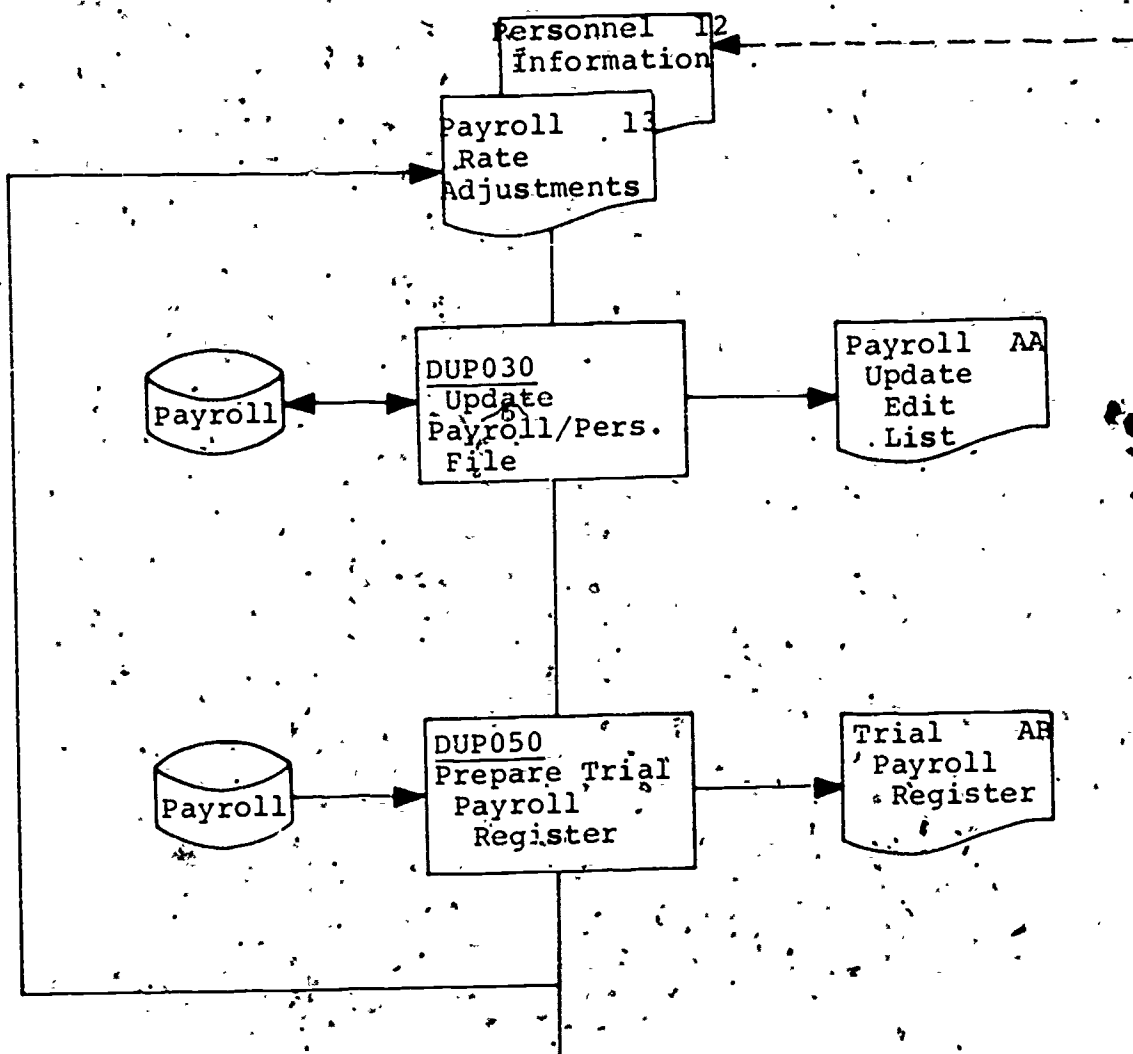 Personnel 12
Information
Payroll 13
Rate
Adjustments
Payroll
DUP030
Update
Payroll/Pers.
File
Payroll AA
Update
Edit
List
Payroll
DUP050
Prepare Trial
Payroll
Register
Trial AB
Payroll
Register